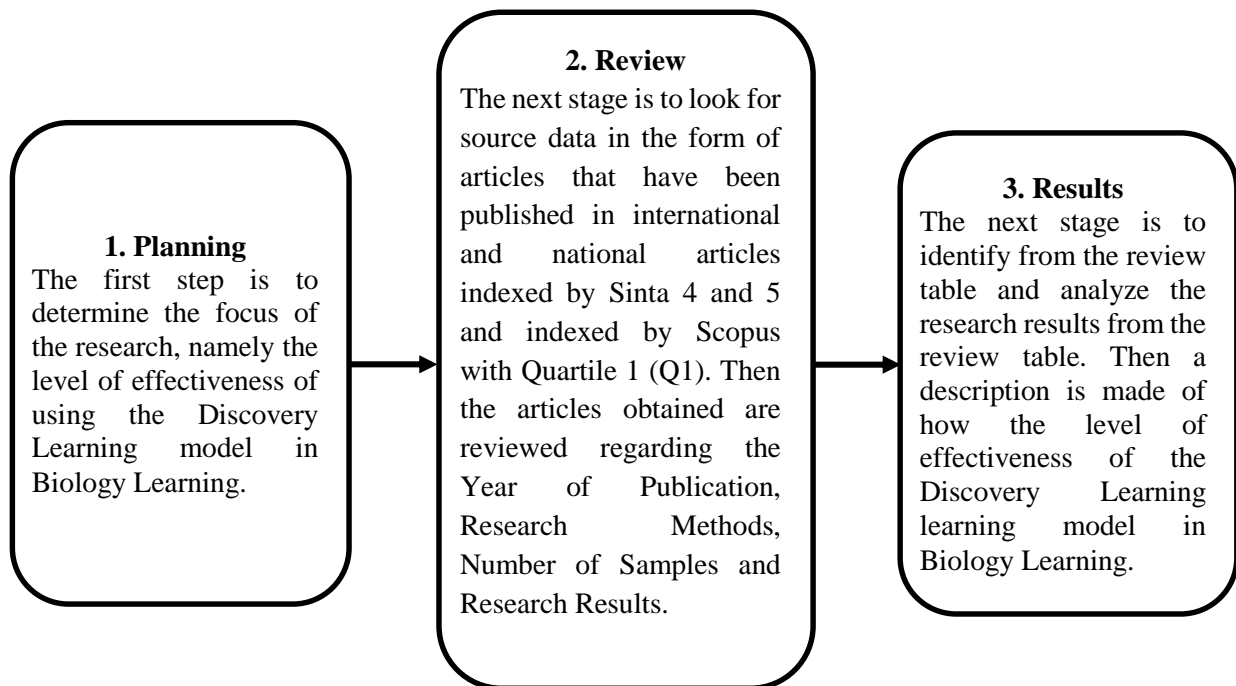 1. Planning
The first step is to
determine the focus of
the research, namely the
level of effectiveness of
using the Discovery
Learning model in
Biology Learning.
2. Review
The next stage is to look for
source data in the form of
articles that have been
published in international
and national articles
indexed by Sinta 4 and 5
and indexed by Scopus
with Quartile 1 (Q1). Then
the articles obtained are
reviewed regarding the
Year of Publication,
Research Methods,
Number of Samples and
Research Results.
3. Results
The next stage is to
identify from the review
table and analyze the
research results from the
review table. Then a
description is made of
how the level of
effectiveness of the
Discovery Learning
learning model in
Biology Learning.